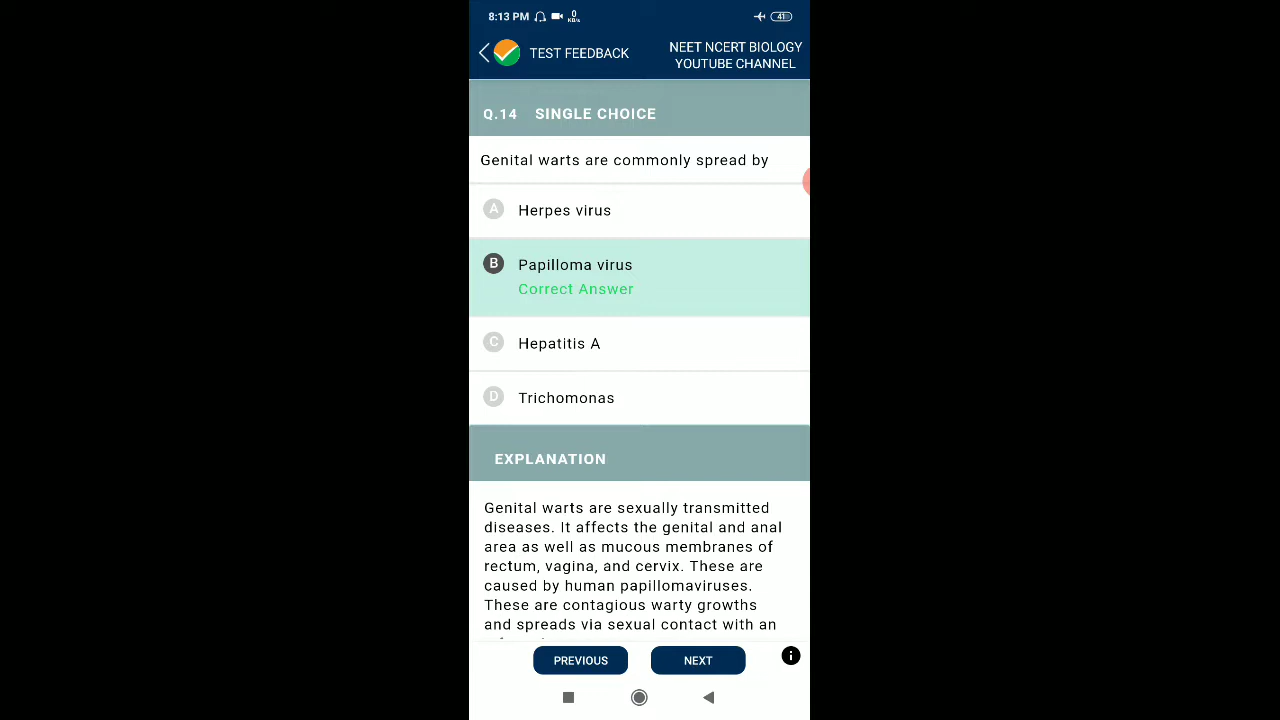 8:13 PM 0 KB/s 41
TEST FEEDBACK
NEET NCERT BIOLOGY
YOUTUBE CHANNEL
Q.14 SINGLE CHOICE
Genital warts are commonly spread by
A Herpes virus
B Papilloma virus
Correct Answer
C Hepatitis A
D Trichomonas
EXPLANATION
Genital warts are sexually transmitted
diseases. It affects the genital and anal
area as well as mucous membranes of
rectum, vagina, and cervix. These are
caused by human papillomaviruses.
These are contagious warty growths
and spreads via sexual contact with an
PREVIOUS NEXT